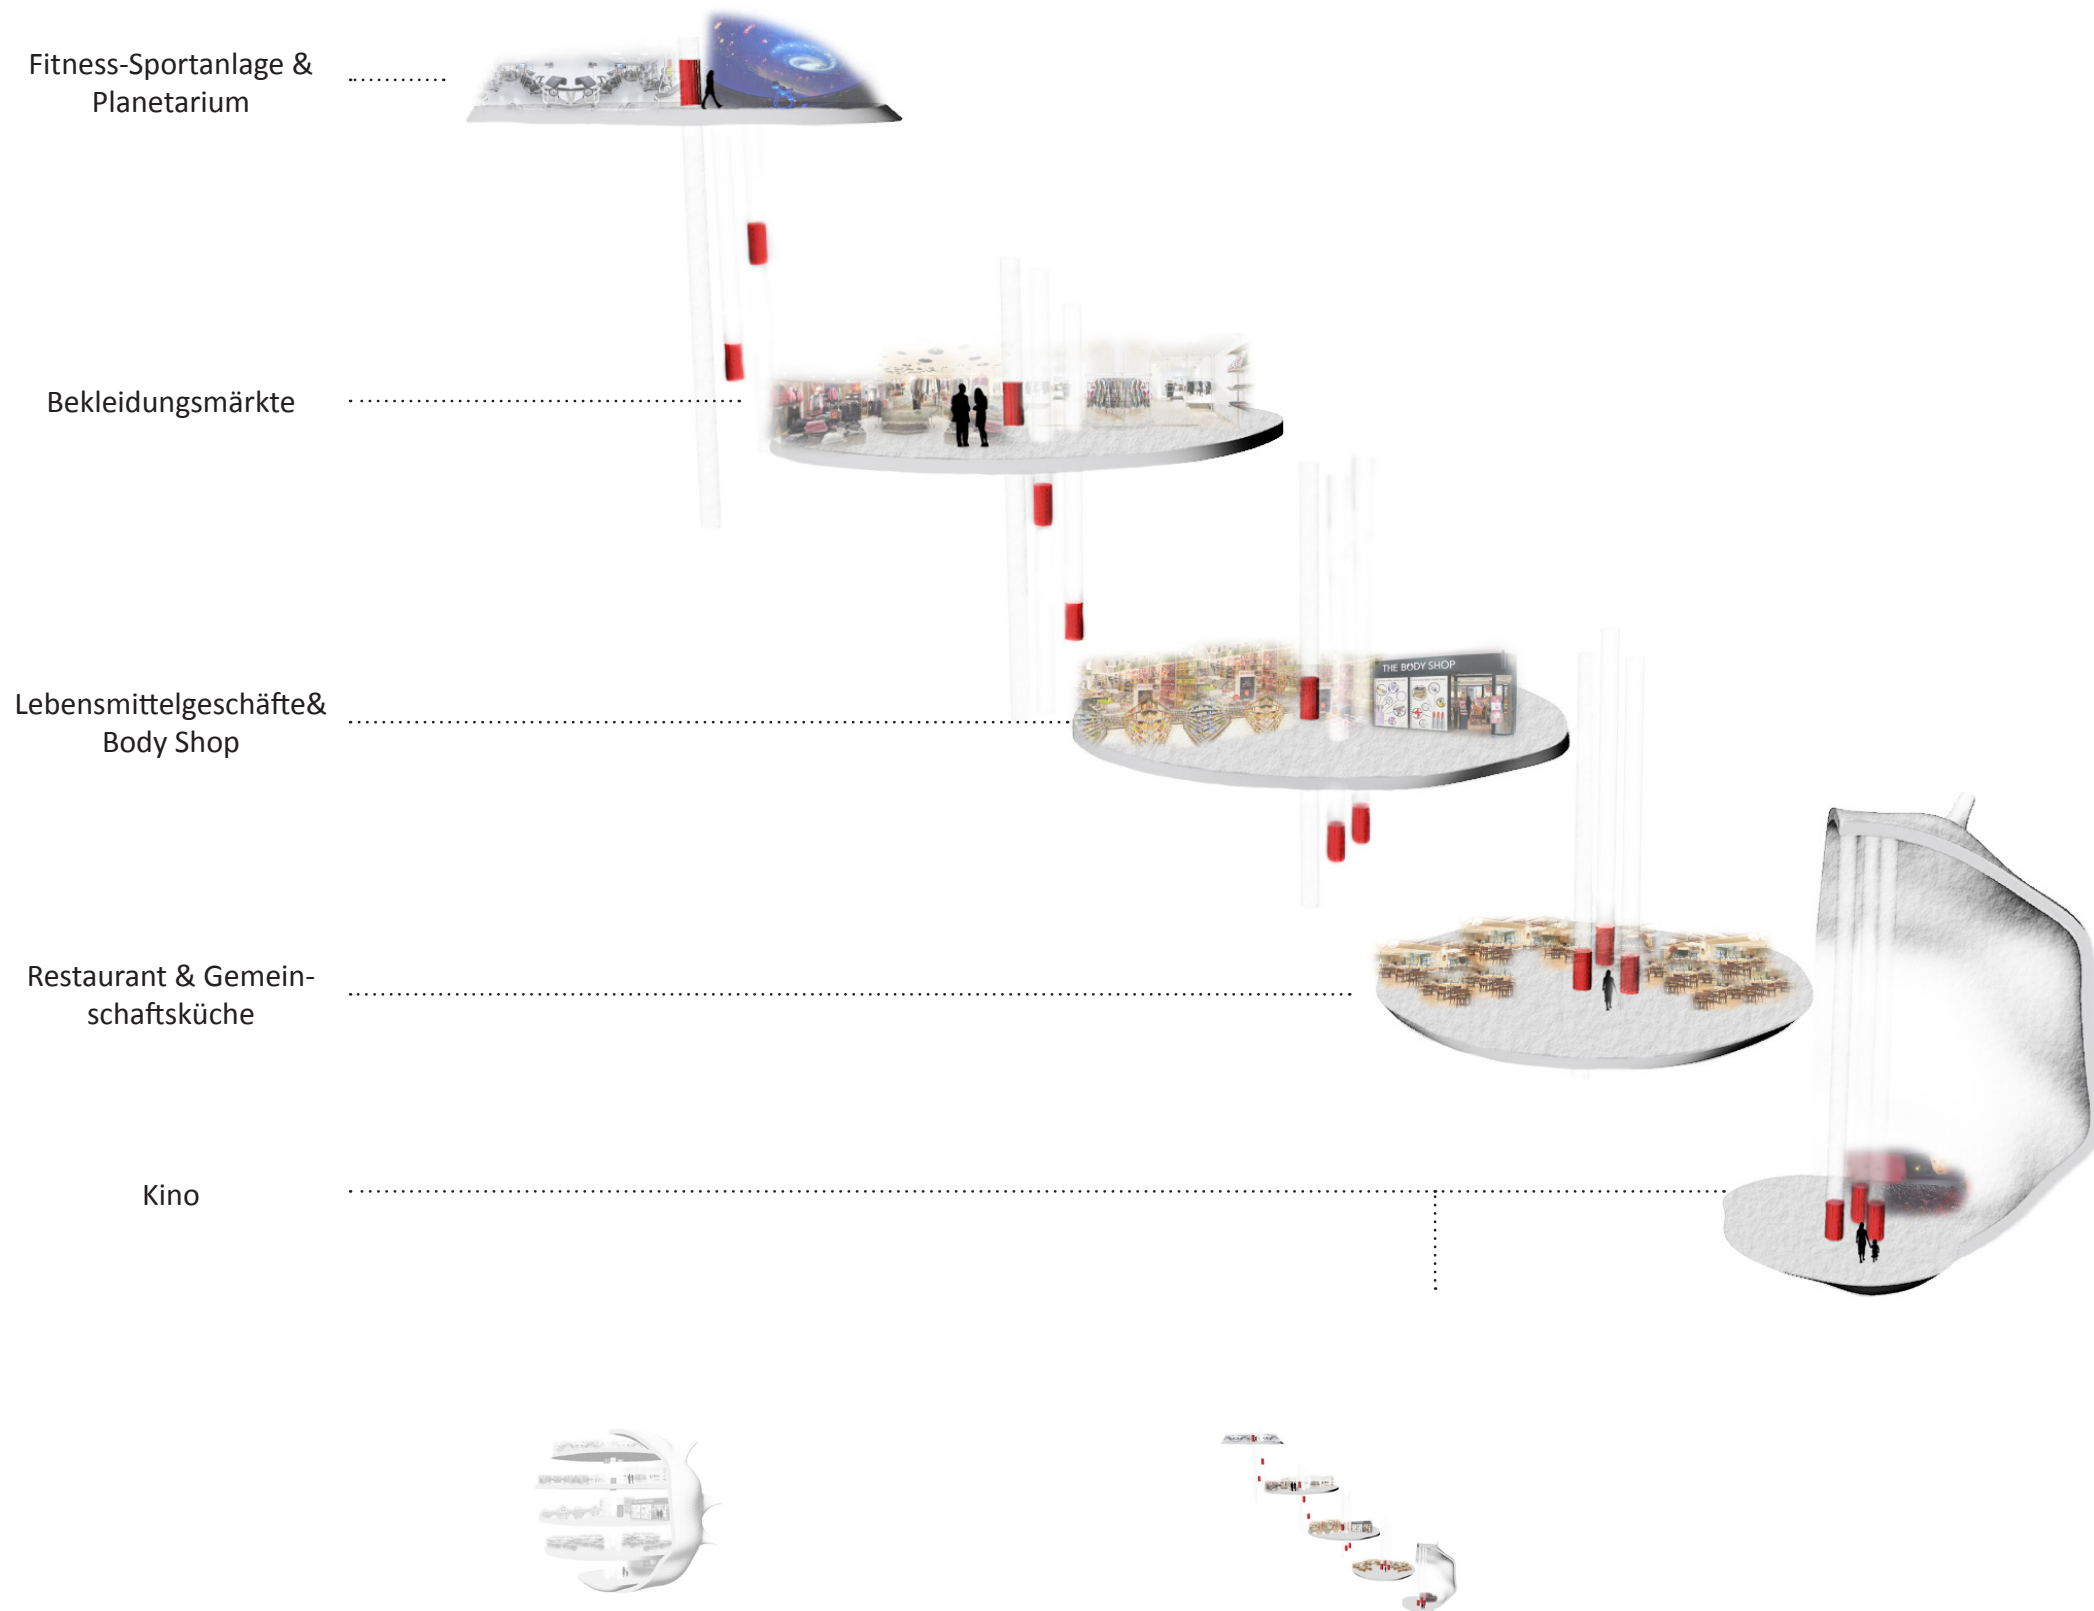 Fitness-Sportanlage &
Planetarium
Bekleidungsmärkte
THE BODY SHOP
Lebensmittelgeschäfte&
Body Shop
Restaurant & Gemein-
schaftsküche
Kino